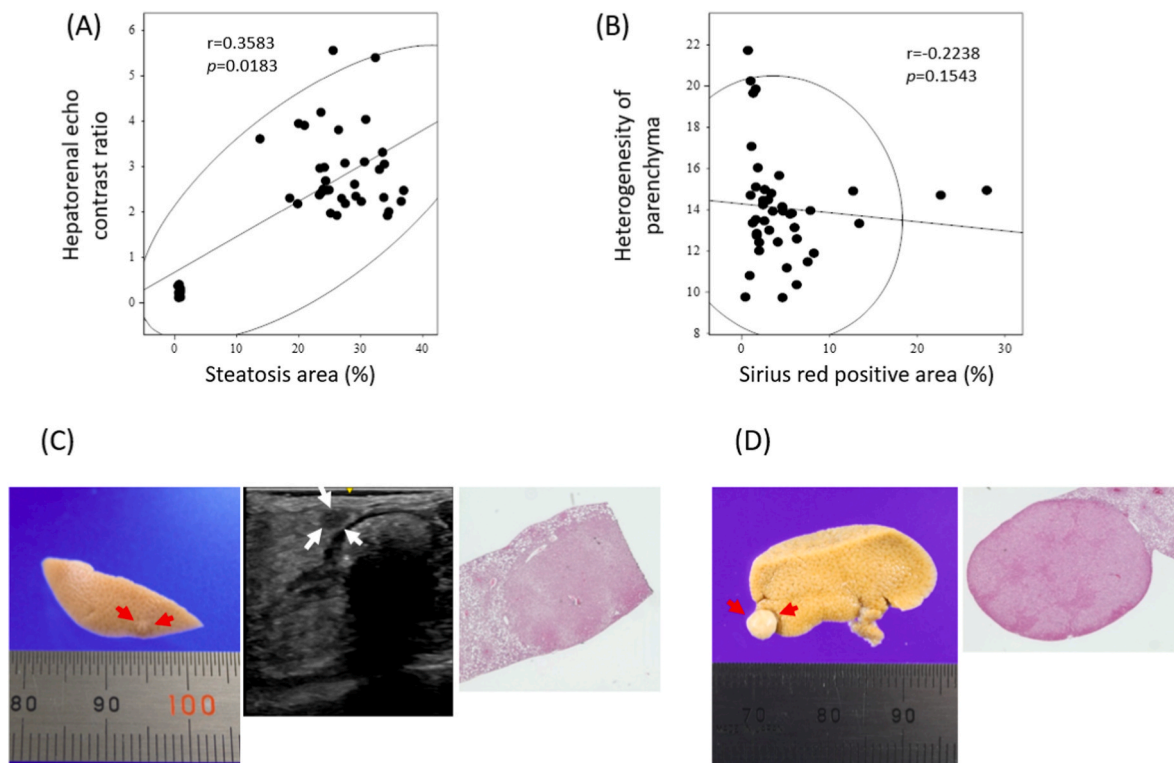 (A)
r=0.3583
p=0.0183
Hepatorenal echo
contrast ratio
6
5
4
3
2
1
0
0 10 20 30 40
Steatosis area (%)
(B)
r=-0.2238
p=0.1543
Heterogenesity of
parenchyma
22
20
18
16
14
12
10
8
0 10 20 30
Sirius red positive area (%)
(C)
80 90 100
(D)
70 80 90